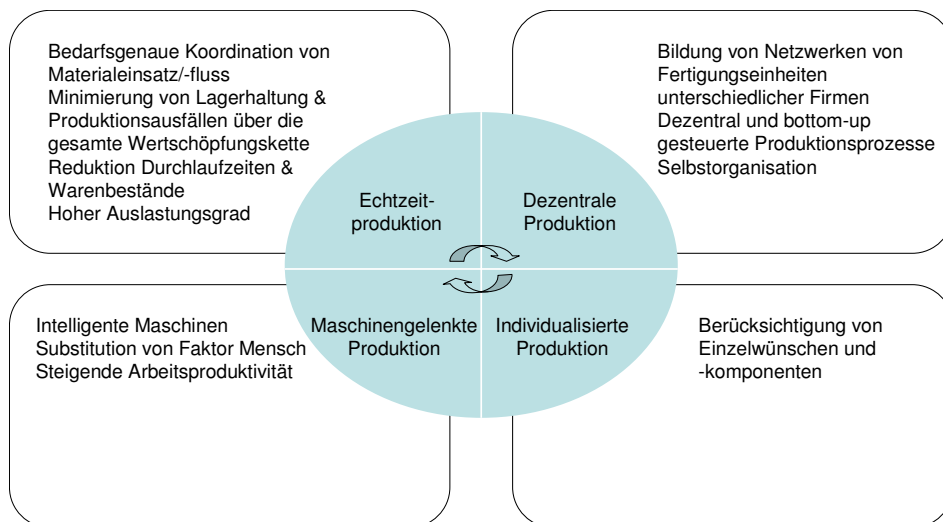 Bedarfsgenaue Koordination von
Materialeinsatz/-fluss
Minimierung von Lagerhaltung &
Produktionsausfällen über die
gesamte Wertschöpfungskette
Reduktion Durchlaufzeiten &
Warenbestände
Hoher Auslastungsgrad
Bildung von Netzwerken von
Fertigungseinheiten
unterschiedlicher Firmen
Dezentral und bottom-up
gesteuerte Produktionsprozesse
Selbstorganisation
Echtzeit-
produktion
Dezentrale
Produktion
Maschinengelenkte
Produktion
Individualisierte
Produktion
Intelligente Maschinen
Substitution von Faktor Mensch
Steigende Arbeitsproduktivität
Berücksichtigung von
Einzelwünschen und
-komponenten